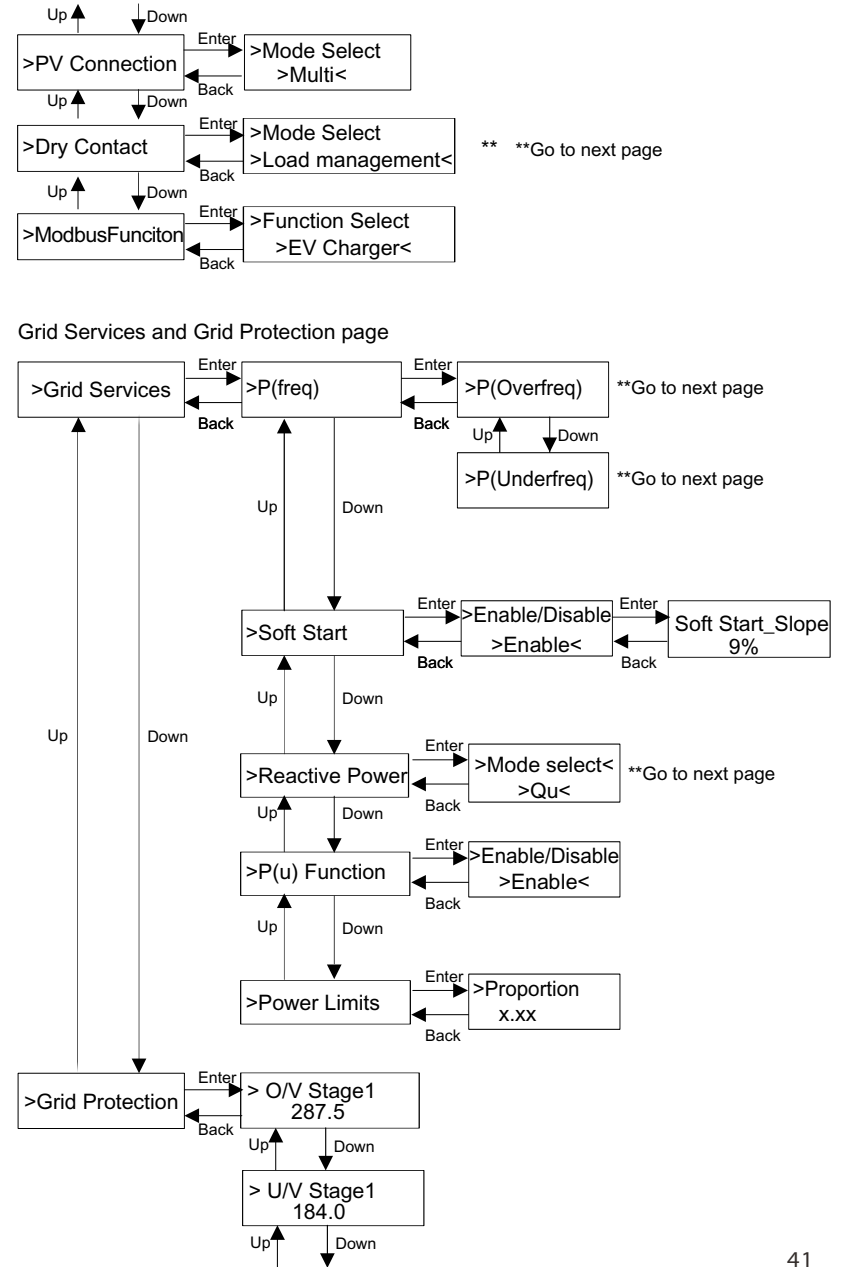 Up
Down
>PV Connection
Enter
Back
>Mode Select
>Multi<
Up
Down
>Dry Contact
Enter
Back
>Mode Select
>Load management<
** **Go to next page
Up
Down
>ModbusFunciton
Enter
Back
>Function Select
>EV Charger<
Grid Services and Grid Protection page
>Grid Services
Enter
Back
>P(freq)
Enter
Back
>P(Overfreq)
**Go to next page
Up
Down
>P(Underfreq)
**Go to next page
Up
Down
>Soft Start
Enter
Back
>Enable/Disable
>Enable<
Enter
Back
Soft Start_Slope
9%
Up
Down
Up
Down
>Reactive Power
Enter
Back
>Mode select<
>Qu<
**Go to next page
Up
Down
>P(u) Function
Enter
Back
>Enable/Disable
>Enable<
Up
Down
>Power Limits
Enter
Back
>Proportion
x.xx
>Grid Protection
Enter
Back
> O/V Stage1
287.5
Up
Down
> U/V Stage1
184.0
Up
Down
41